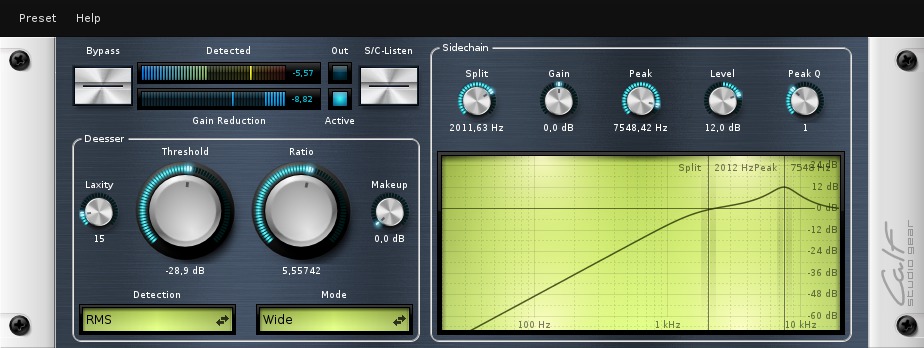 Preset Help
Bypass Detected Out S/C-Listen
-5,57
-8,82
Gain Reduction Active
Sidechain
Split Gain Peak Level Peak Q
2011,63 Hz 0,0 dB 7548,42 Hz 12,0 dB 1
Deesser
Threshold Ratio
Laxity Makeup
15 0,0 dB
-28,9 dB 5,55742
Detection Mode
RMS Wide
Split 2012 Hz Peak 7548 Hz
24 dB
12 dB
0 dB
-12 dB
-24 dB
-36 dB
-48 dB
-60 dB
100 Hz 1 kHz 10 kHz
Calf
studio gear